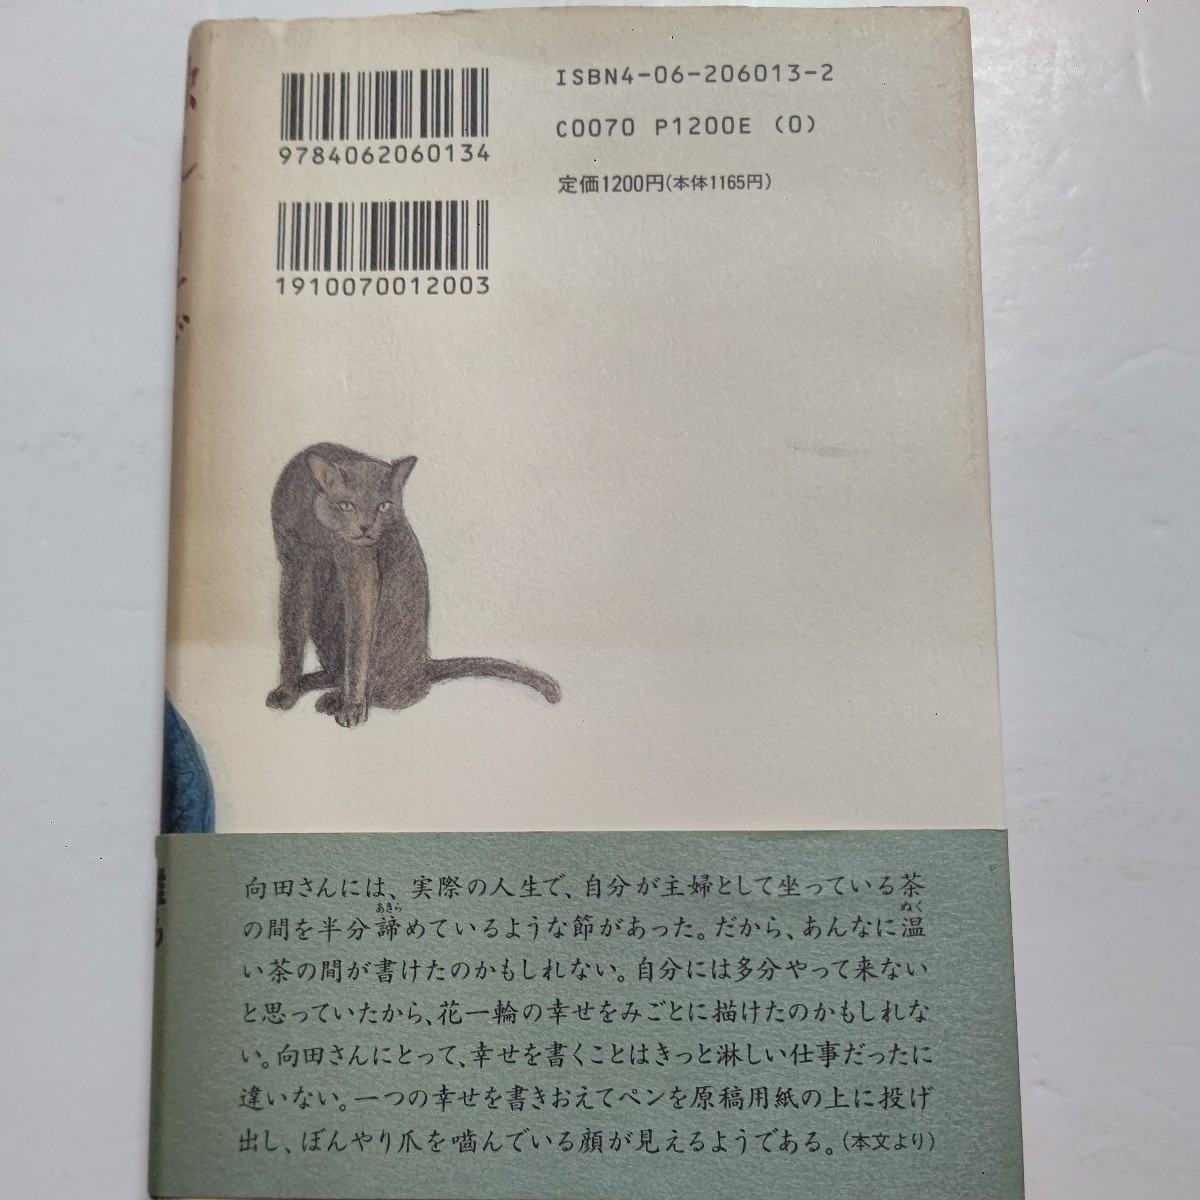 ISBN4-06-206013-2
C0070 P1200E (0)
定価1200円(本体1165円)
9784062060134
1910070012003
向田さんには、実際の人生で、自分が主婦として坐っている茶
の間を半分諦めているような節があった。だから、あんなに温
あきら
ぬく
い茶の間が書けたのかもしれない。自分には多分やって来ない
と思っていたから、花一輪の幸せをみごとに描けたのかもしれな
い。向田さんにとって、幸せを書くことはきっと淋しい仕事だったに
違いない。一つの幸せを書きおえてペンを原稿用紙の上に投げ
出し、ぼんやり爪を嚙んでいる顔が見えるようである。(本文より)